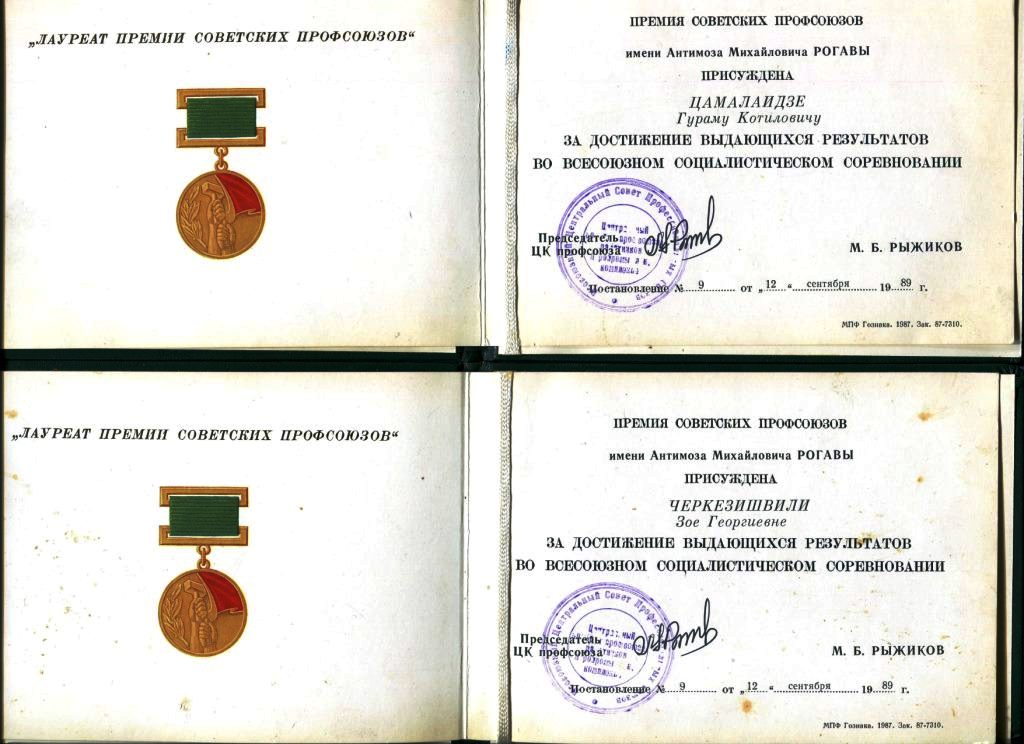 „ЛАУРЕАТ ПРЕМИИ СОВЕТСКИХ ПРОФСОЮЗОВ“
ПРЕМИЯ СОВЕТСКИХ ПРОФСОЮЗОВ
имени Антимоза Михайловича РОГАВЫ
ПРИСУЖДЕНА
ЦАМАЛАИДЗЕ
Гураму Котиловичу
ЗА ДОСТИЖЕНИЕ ВЫДАЮЩИХСЯ РЕЗУЛЬТАТОВ
ВО ВСЕСОЮЗНОМ СОЦИАЛИСТИЧЕСКОМ СОРЕВНОВАНИИ
Центральный Совет
Председатель
ЦК профсоюза
М. Б. РЫЖИКОВ
Постановление № 9 от „12“ сентября 1989 г.
МПФ Гознака. 1987. Зак. 87-7310.
„ЛАУРЕАТ ПРЕМИИ СОВЕТСКИХ ПРОФСОЮЗОВ“
ПРЕМИЯ СОВЕТСКИХ ПРОФСОЮЗОВ
имени Антимоза Михайловича РОГАВЫ
ПРИСУЖДЕНА
ЧЕРКЕЗИШВИЛИ
Зое Георгиевне
ЗА ДОСТИЖЕНИЕ ВЫДАЮЩИХСЯ РЕЗУЛЬТАТОВ
ВО ВСЕСОЮЗНОМ СОЦИАЛИСТИЧЕСКОМ СОРЕВНОВАНИИ
Центральный Совет
Председатель
ЦК профсоюза
М. Б. РЫЖИКОВ
Постановление № 9 от „12“ сентября 1989 г.
МПФ Гознака. 1987. Зак. 87-7310.